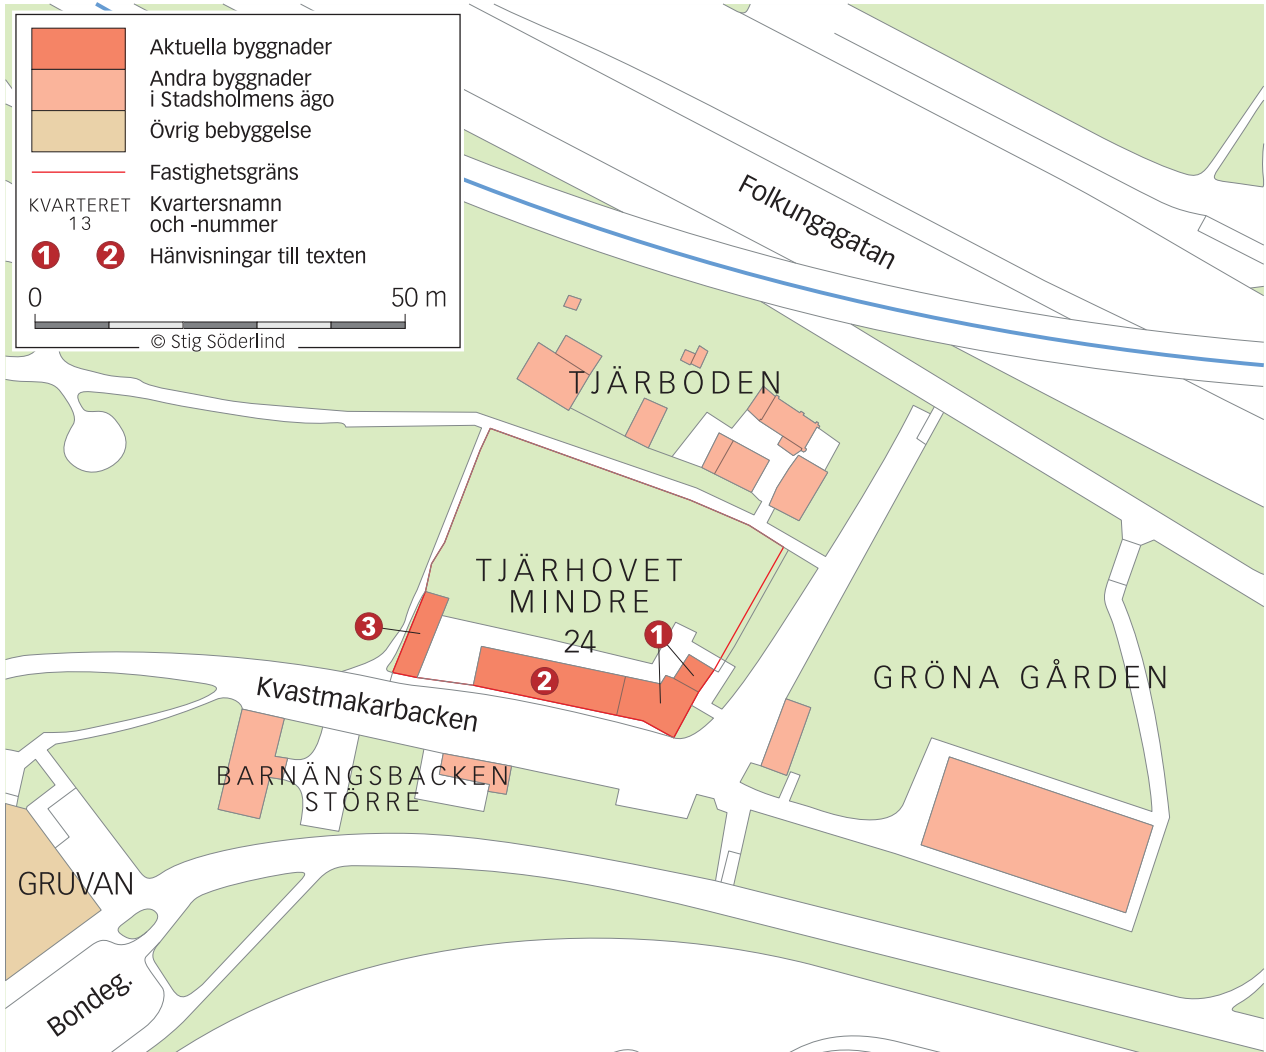 Aktuella byggnader
Andra byggnader
i Stadsholmens ägo
Övrig bebyggelse
Fastighetsgräns
KVARTERET
13
Kvartersnamn
och -nummer
1 2
Hänvisningar till texten
0 50 m
© Stig Söderlind
Folkungagatan
TJÄRBODEN
TJÄRHOVET
MINDRE
24
3
1
2
GRÖNA GÅRDEN
Kvastmakarbacken
BARNÄNGSBACKEN
STÖRRE
GRUVAN
Bondeg.